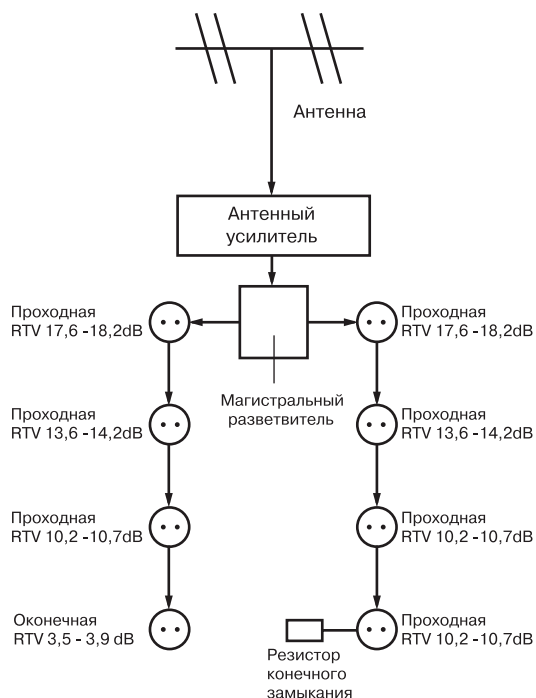 Антенна
Антенный
усилитель
Проходная
RTV 17,6 -18,2dB
Проходная
RTV 17,6 -18,2dB
Магистральный
разветвитель
Проходная
RTV 13,6 -14,2dB
Проходная
RTV 13,6 -14,2dB
Проходная
RTV 10,2 -10,7dB
Проходная
RTV 10,2 -10,7dB
Оконечная
RTV 3,5 - 3,9 dB
Проходная
RTV 10,2 -10,7dB
Резистор
конечного
замыкания